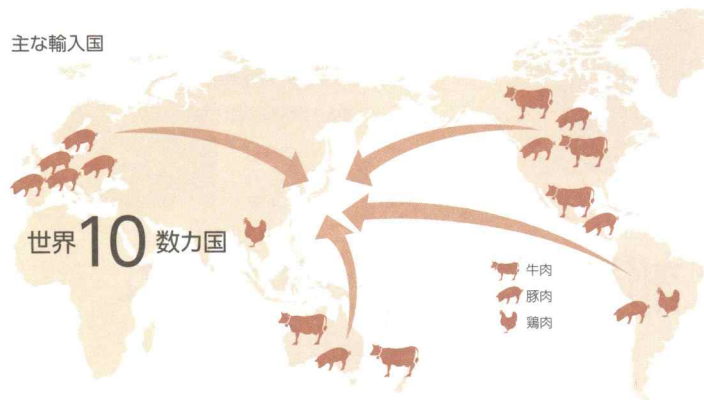 主な輸入国
世界10数カ国
牛肉
豚肉
鶏肉